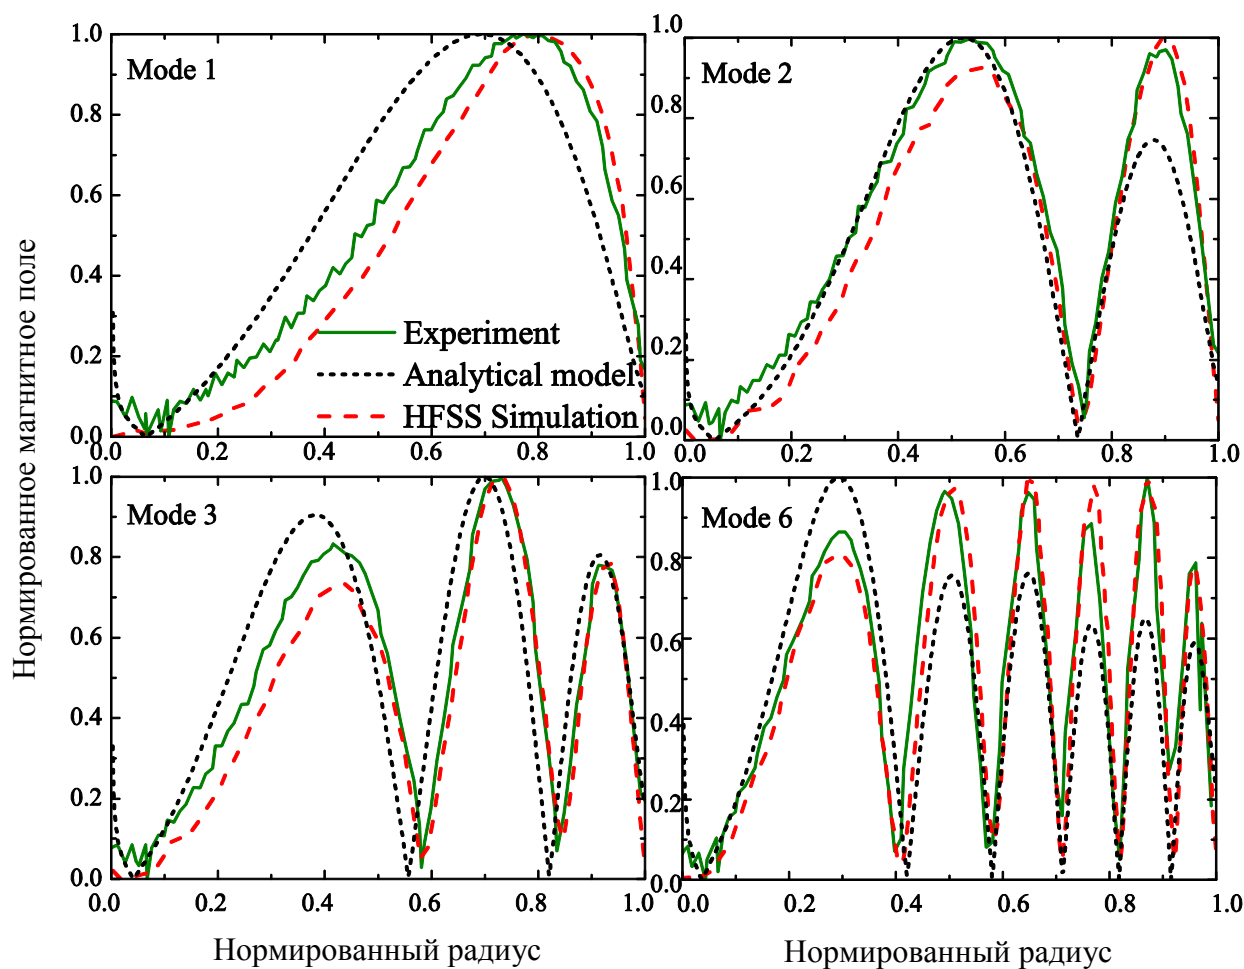 Нормированное магнитное поле
Mode 1
1.0
0.8
0.6
0.4
0.2
0.0
0.0 0.2 0.4 0.6 0.8 1.0
Experiment
Analytical model
HFSS Simulation
Mode 2
1.0
0.8
0.6
0.4
0.2
0.0
0.0 0.2 0.4 0.6 0.8 1.0
Mode 3
1.0
0.8
0.6
0.4
0.2
0.0
0.0 0.2 0.4 0.6 0.8 1.0
Mode 6
1.0
0.8
0.6
0.4
0.2
0.0
0.0 0.2 0.4 0.6 0.8 1.0
Нормированный радиус
Нормированный радиус